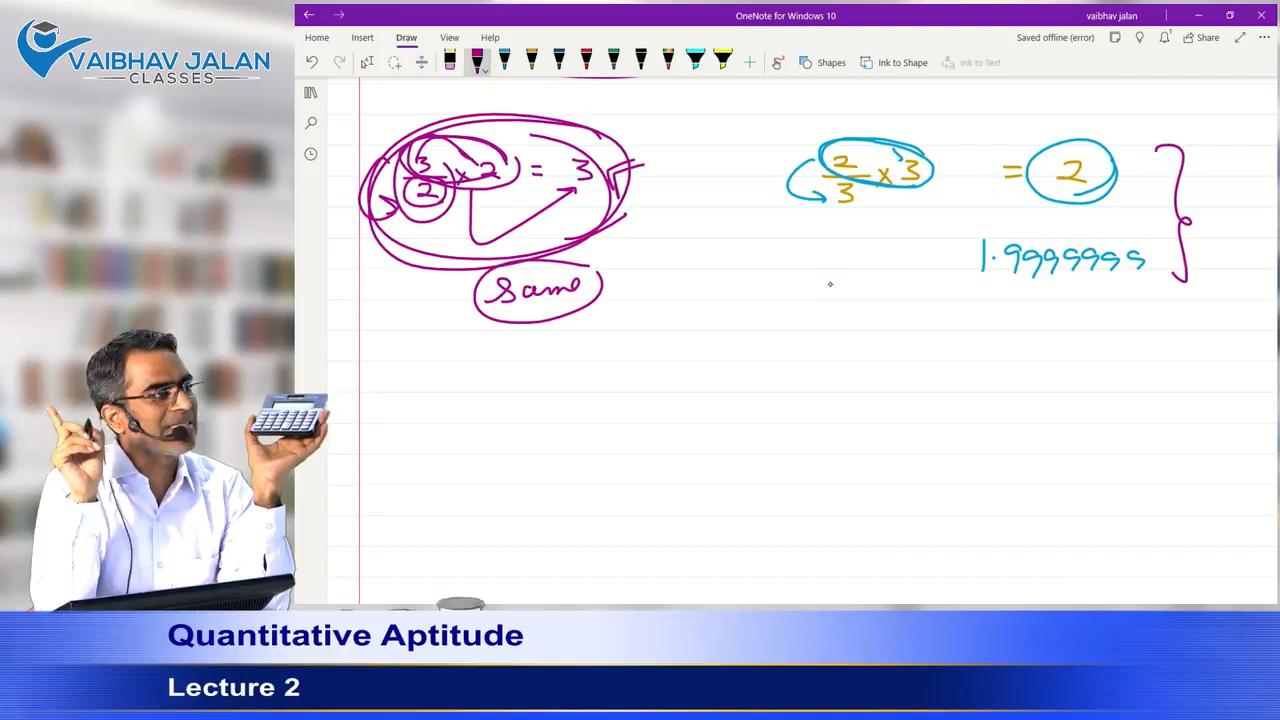 OneNote for Windows 10
vaibhav jalan
VAIBHAV JALAN
CLASSES
Home Insert Draw View Help
Saved offline (error)
Share
Shapes
Ink to Shape
Ink to Text
3/2 × 2 = 3
same
2/3 × 3 = 2
1.9999999
Quantitative Aptitude
Lecture 2